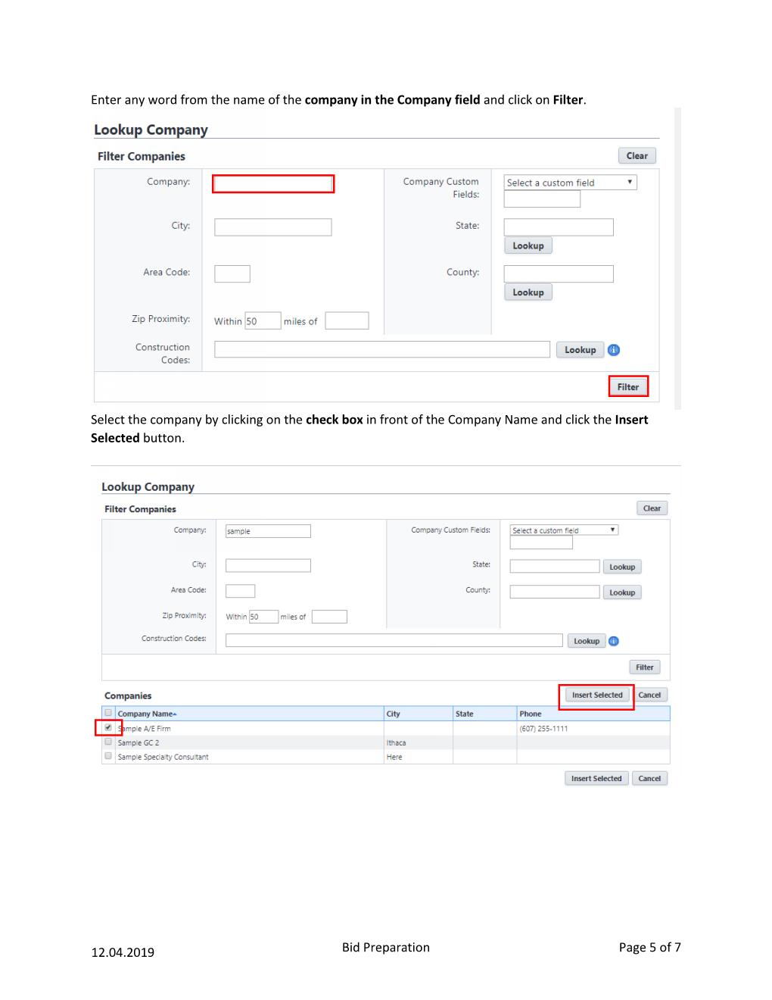 Enter any word from the name of the company in the Company field and click on Filter.
Lookup Company
Filter Companies Clear
Company: Company Custom Fields: Select a custom field
City: State:
Lookup
Area Code: County:
Lookup
Zip Proximity: Within 50 miles of
Construction Codes: Lookup
Filter
Select the company by clicking on the check box in front of the Company Name and click the Insert
Selected button.
Lookup Company
Filter Companies Clear
Company: sample Company Custom Fields: Select a custom field
City: State: Lookup
Area Code: County: Lookup
Zip Proximity: Within 50 miles of
Construction Codes: Lookup
Filter
Companies Insert Selected Cancel
Company Name City State Phone
Sample A/E Firm (607) 255-1111
Sample GC 2 Ithaca
Sample Specialty Consultant Here
Insert Selected Cancel
12.04.2019 Bid Preparation Page 5 of 7